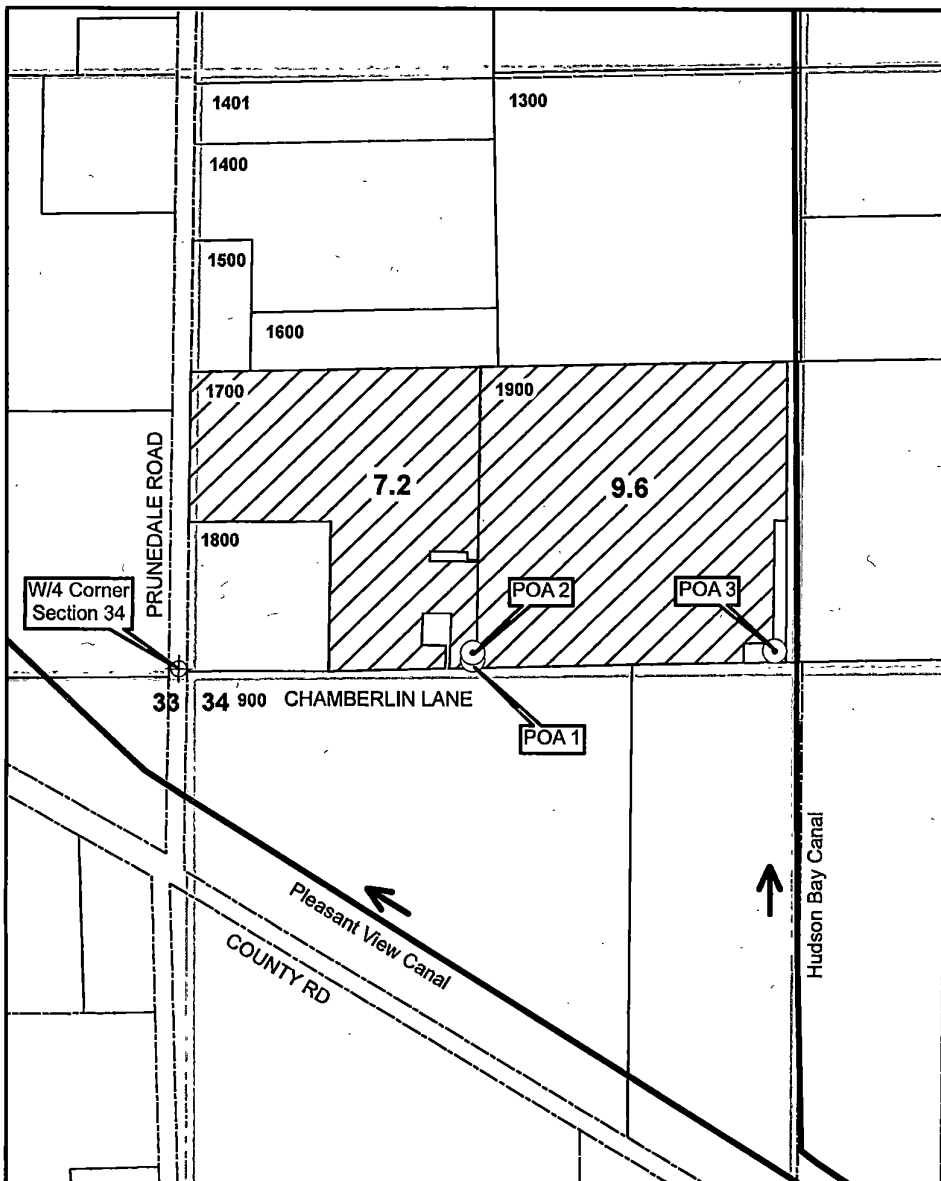 1401
1300
1400
1500
1600
1700
1900
PRUNEDALE ROAD
7.2
9.6
1800
W/4 Corner
Section 34
POA 2
POA 3
33
34
900
CHAMBERLIN LANE
POA 1
Pleasant View Canal
Hudson Bay Canal
COUNTY RD